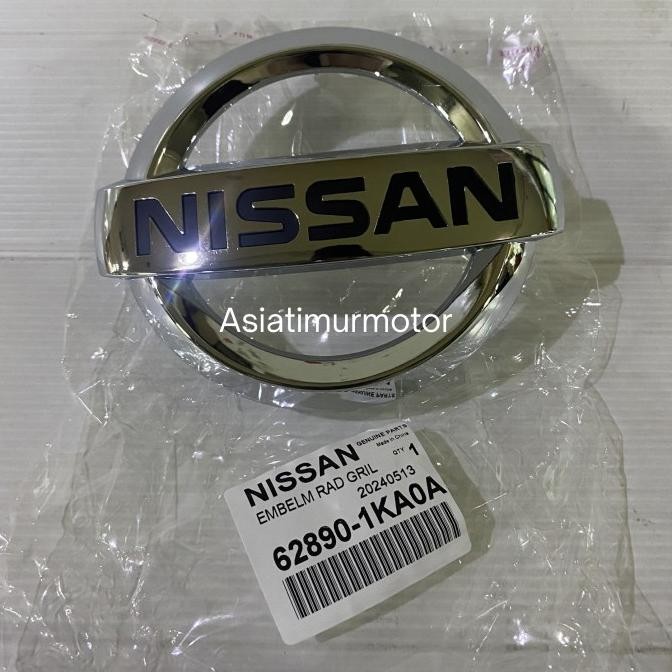 NISSAN
Asiatimurmotor
NISSAN GENUINE PARTS
Made in China
EMBELM RAD GRIL QTY 1
20240513
62890-1KA0A